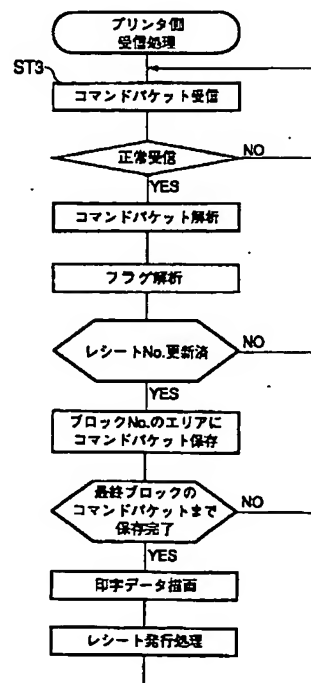 プリンタ側
受信処理
ST3
コマンドパケット受信
正常受信
NO
YES
コマンドパケット解析
フラグ解析
レシートNo.更新済
NO
YES
ブロックNo.のエリアに
コマンドパケット保存
最終ブロックの
コマンドパケットまで
保存完了
NO
YES
印字データ描画
レシート発行処理